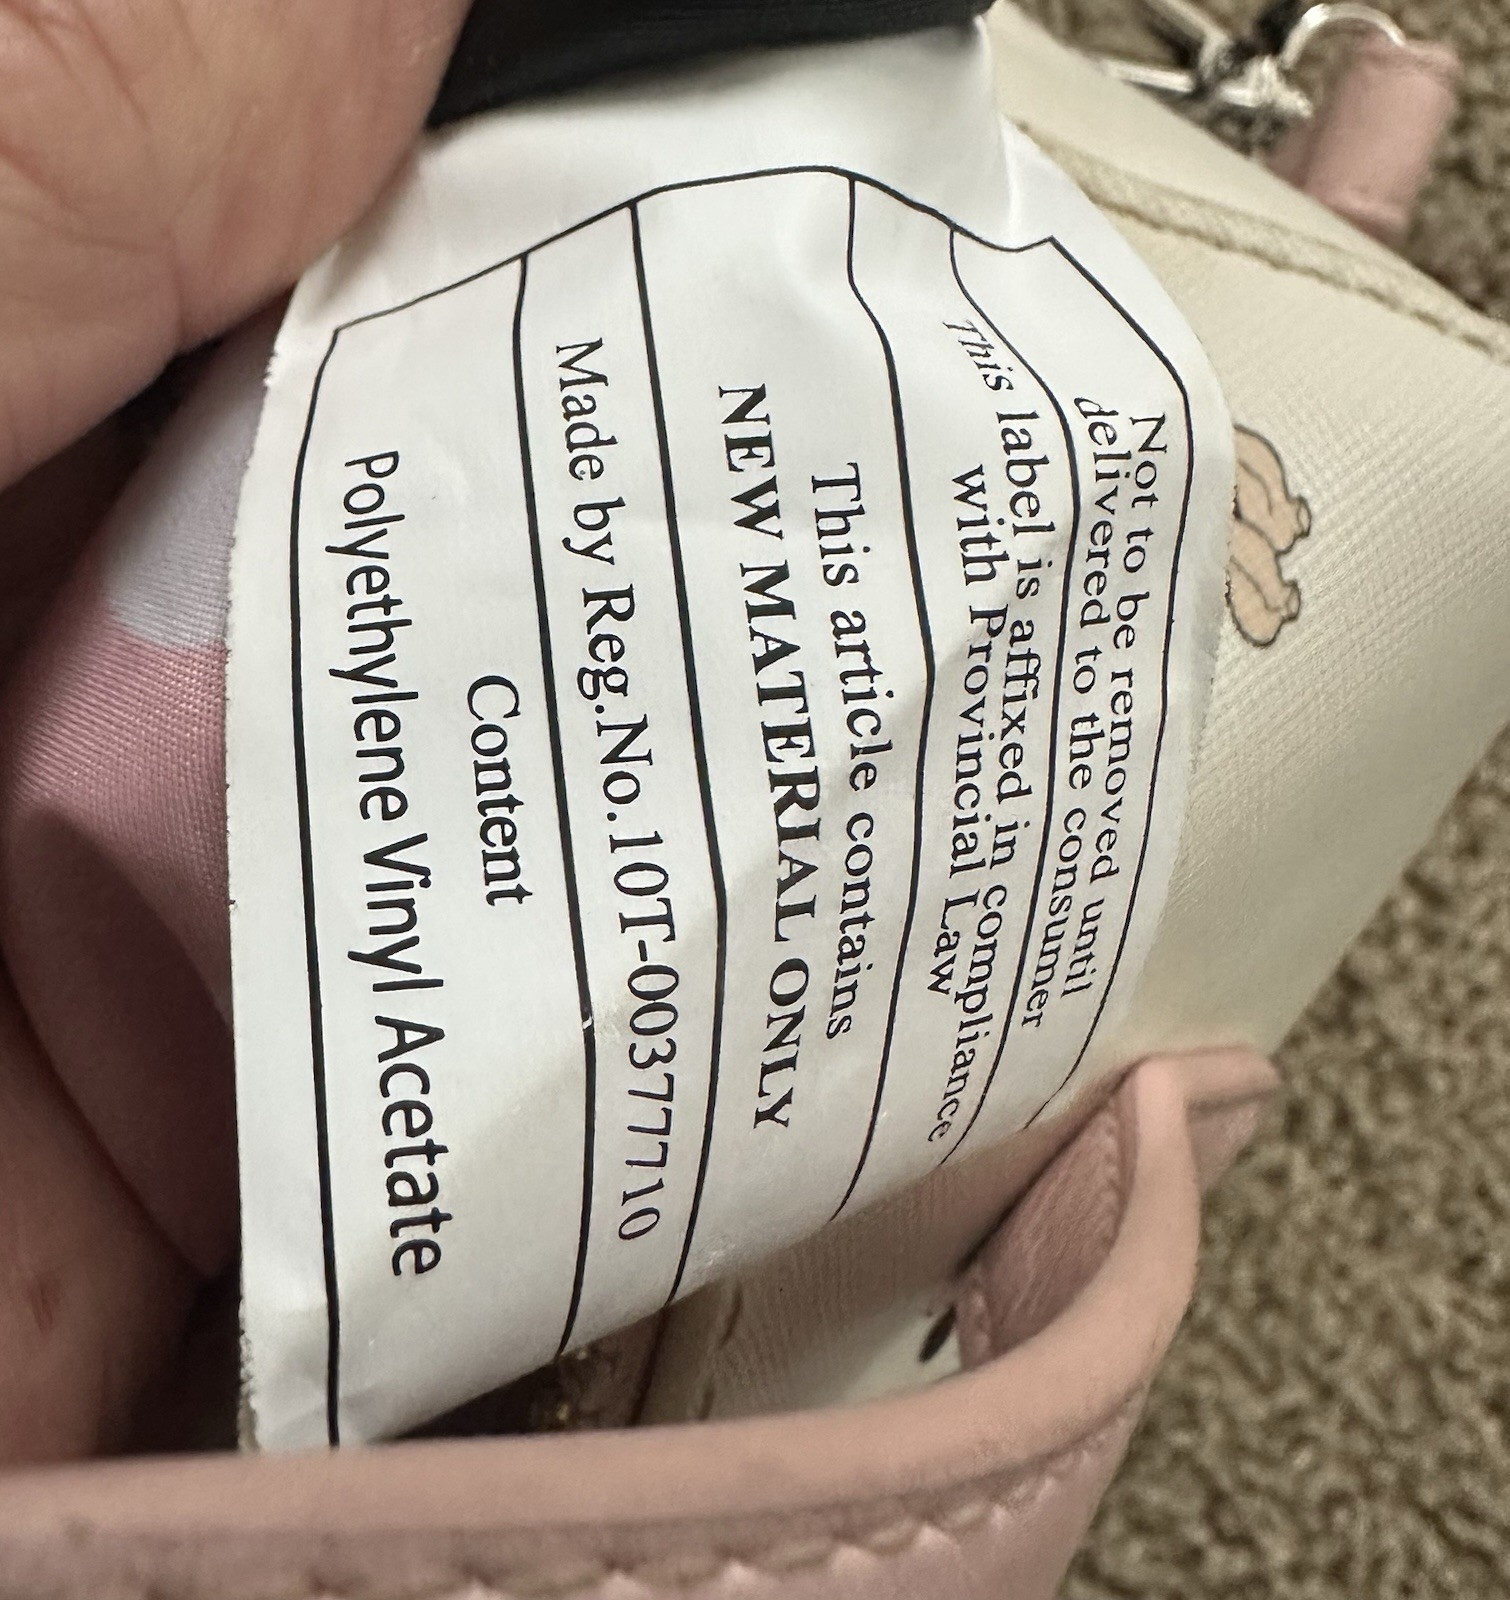 Not to be removed until
delivered to the consumer
This label is affixed in compliance
with Provincial Law
This article contains
NEW MATERIAL ONLY
Made by Reg.No.10T-00377710
Content
Polyethylene Vinyl Acetate